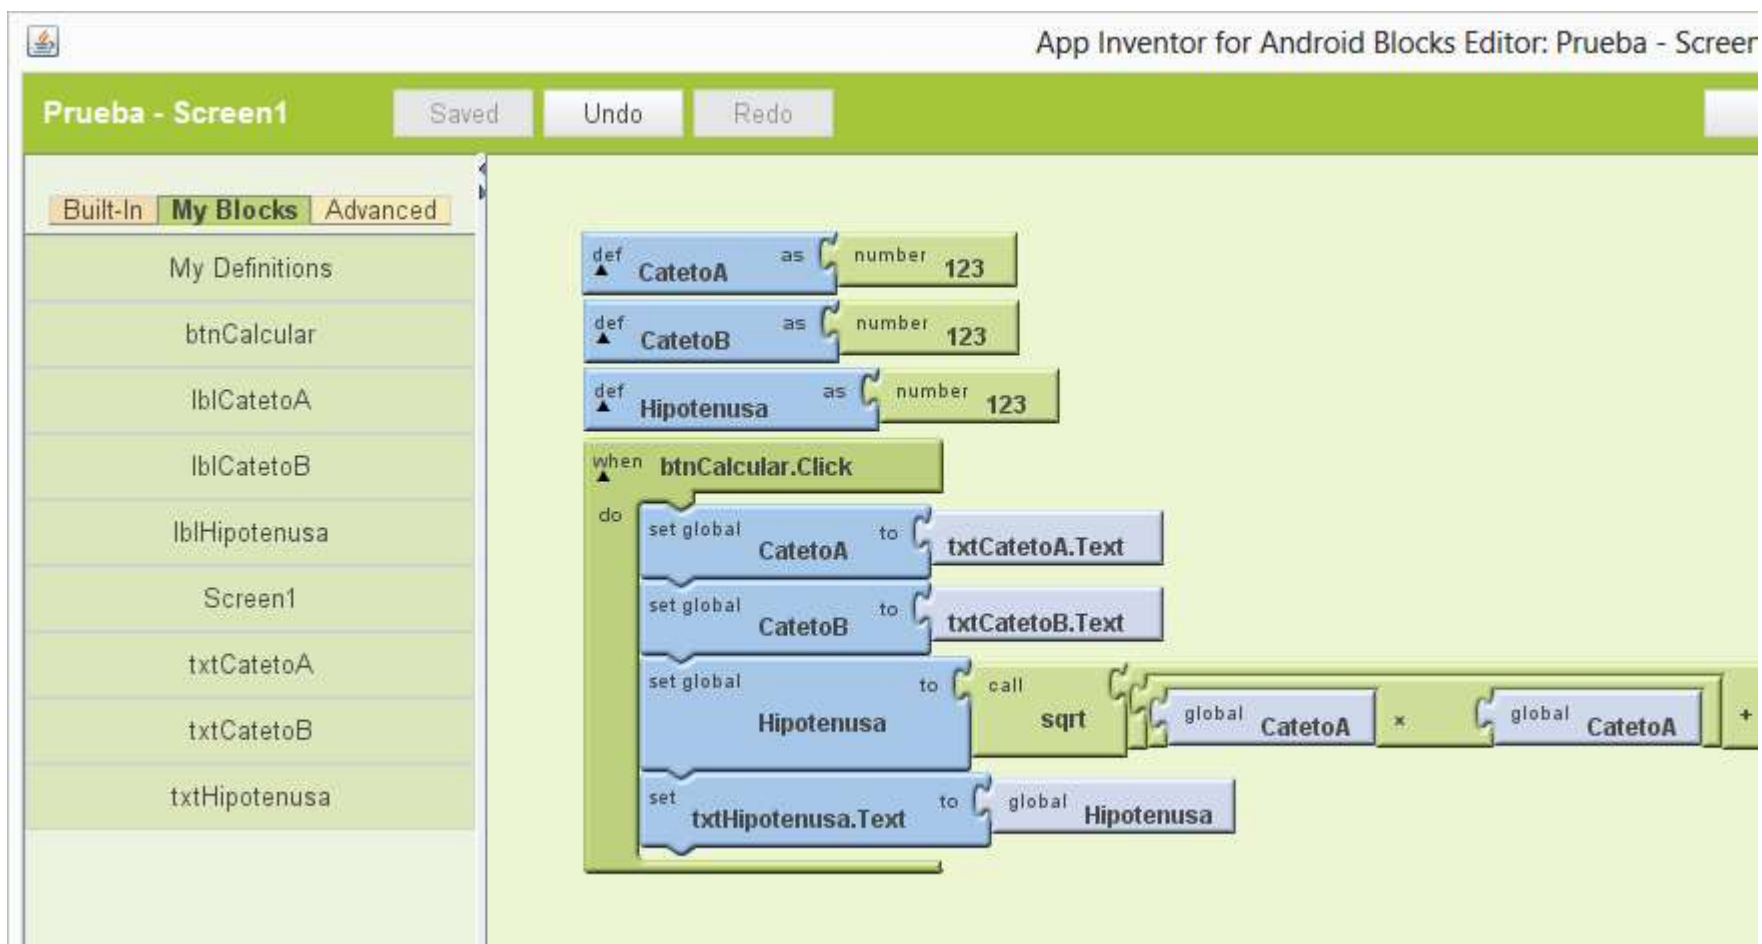 App Inventor for Android Blocks Editor: Prueba - Screen
Prueba - Screen1 Saved Undo Redo
Built-In My Blocks Advanced
My Definitions
btnCalcular
lblCatetoA
lblCatetoB
lblHipotenusa
Screen1
txtCatetoA
txtCatetoB
txtHipotenusa
def CatetoA as number 123
def CatetoB as number 123
def Hipotenusa as number 123
when btnCalcular.Click
do
set global CatetoA to txtCatetoA.Text
set global CatetoB to txtCatetoB.Text
set global Hipotenusa to call sqrt global CatetoA × global CatetoA +
set txtHipotenusa.Text to global Hipotenusa